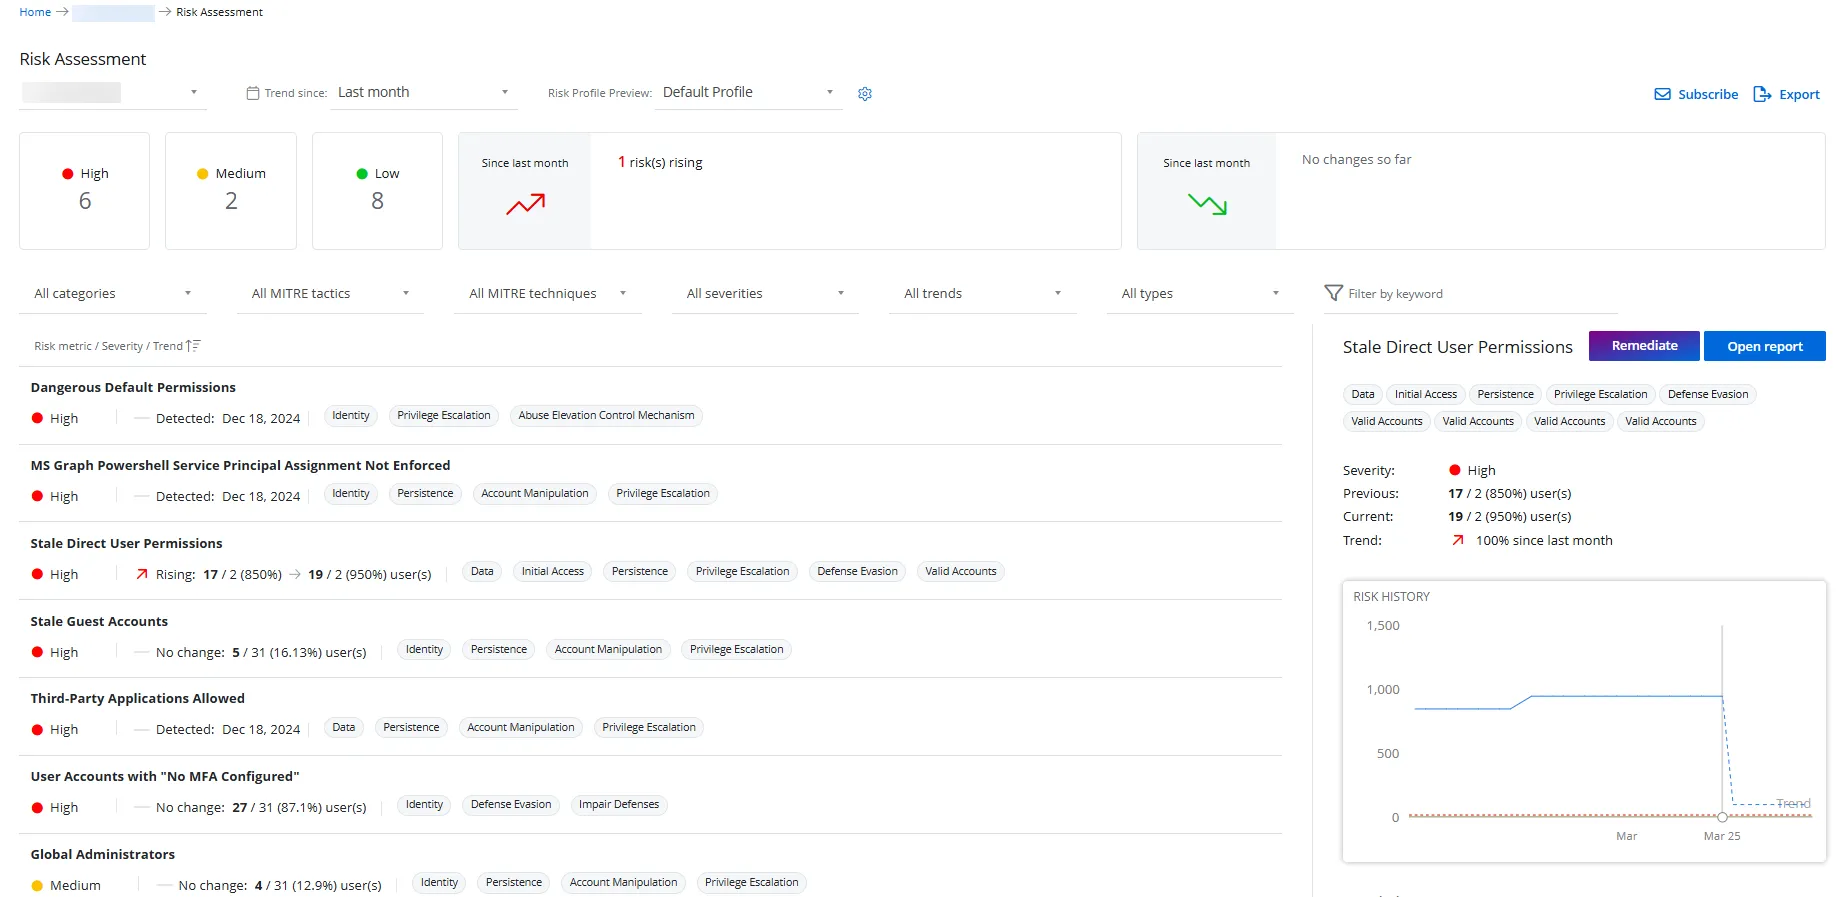 Home → → Risk Assessment
Risk Assessment
Trend since: Last month Risk Profile Preview: Default Profile
Subscribe Export
High
6
Medium
2
Low
8
Since last month
1 risk(s) rising
Since last month
No changes so far
All categories All MITRE tactics All MITRE techniques All severities All trends All types Filter by keyword
Risk metric / Severity / Trend
Dangerous Default Permissions
High Detected: Dec 18, 2024 Identity Privilege Escalation Abuse Elevation Control Mechanism
MS Graph Powershell Service Principal Assignment Not Enforced
High Detected: Dec 18, 2024 Identity Persistence Account Manipulation Privilege Escalation
Stale Direct User Permissions
High Rising: 17 / 2 (850%) → 19 / 2 (950%) user(s) Data Initial Access Persistence Privilege Escalation Defense Evasion Valid Accounts
Stale Guest Accounts
High No change: 5 / 31 (16.13%) user(s) Identity Persistence Account Manipulation Privilege Escalation
Third-Party Applications Allowed
High Detected: Dec 18, 2024 Data Persistence Account Manipulation Privilege Escalation
User Accounts with "No MFA Configured"
High No change: 27 / 31 (87.1%) user(s) Identity Defense Evasion Impair Defenses
Global Administrators
Medium No change: 4 / 31 (12.9%) user(s) Identity Persistence Account Manipulation Privilege Escalation
Stale Direct User Permissions Remediate Open report
Data Initial Access Persistence Privilege Escalation Defense Evasion
Valid Accounts Valid Accounts Valid Accounts Valid Accounts
Severity: High
Previous: 17 / 2 (850%) user(s)
Current: 19 / 2 (950%) user(s)
Trend: 100% since last month
RISK HISTORY
1,500
1,000
500
Trend
0
Mar Mar 25